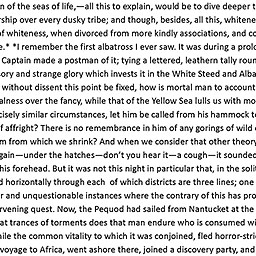 n of the seas of life,—all this to explain, would be to dive deeper t
rship over every dusky tribe; and though, besides, all this, whitene
of whiteness, when divorced from more kindly associations, and co
e.* *I remember the first albatross I ever saw. It was during a prolo
Captain made a postman of it; tying a lettered, leathern tally roun
sory and strange glory which invests it in the White Steed and Alba
without dissent this point be fixed, how is mortal man to account
alness over the fancy, while that of the Yellow Sea lulls us with mo
cisely similar circumstances, let him be called from his hammock t
f affright? There is no remembrance in him of any gorings of wild c
m from which we shrink? And when we consider that other theory
gain—under the hatches—don’t you hear it—a cough—it sounded
his forehead. But it was not this night in particular that, in the soli
d horizontally through each of which districts are three lines; one
r and unquestionable instances where the contrary of this has pro
rvening quest. Now, the Pequod had sailed from Nantucket at the
at trances of torments does that man endure who is consumed wi
ile the common vitality to which it was conjoined, fled horror-stri
voyage to Africa, went ashore there, joined a discovery party, and